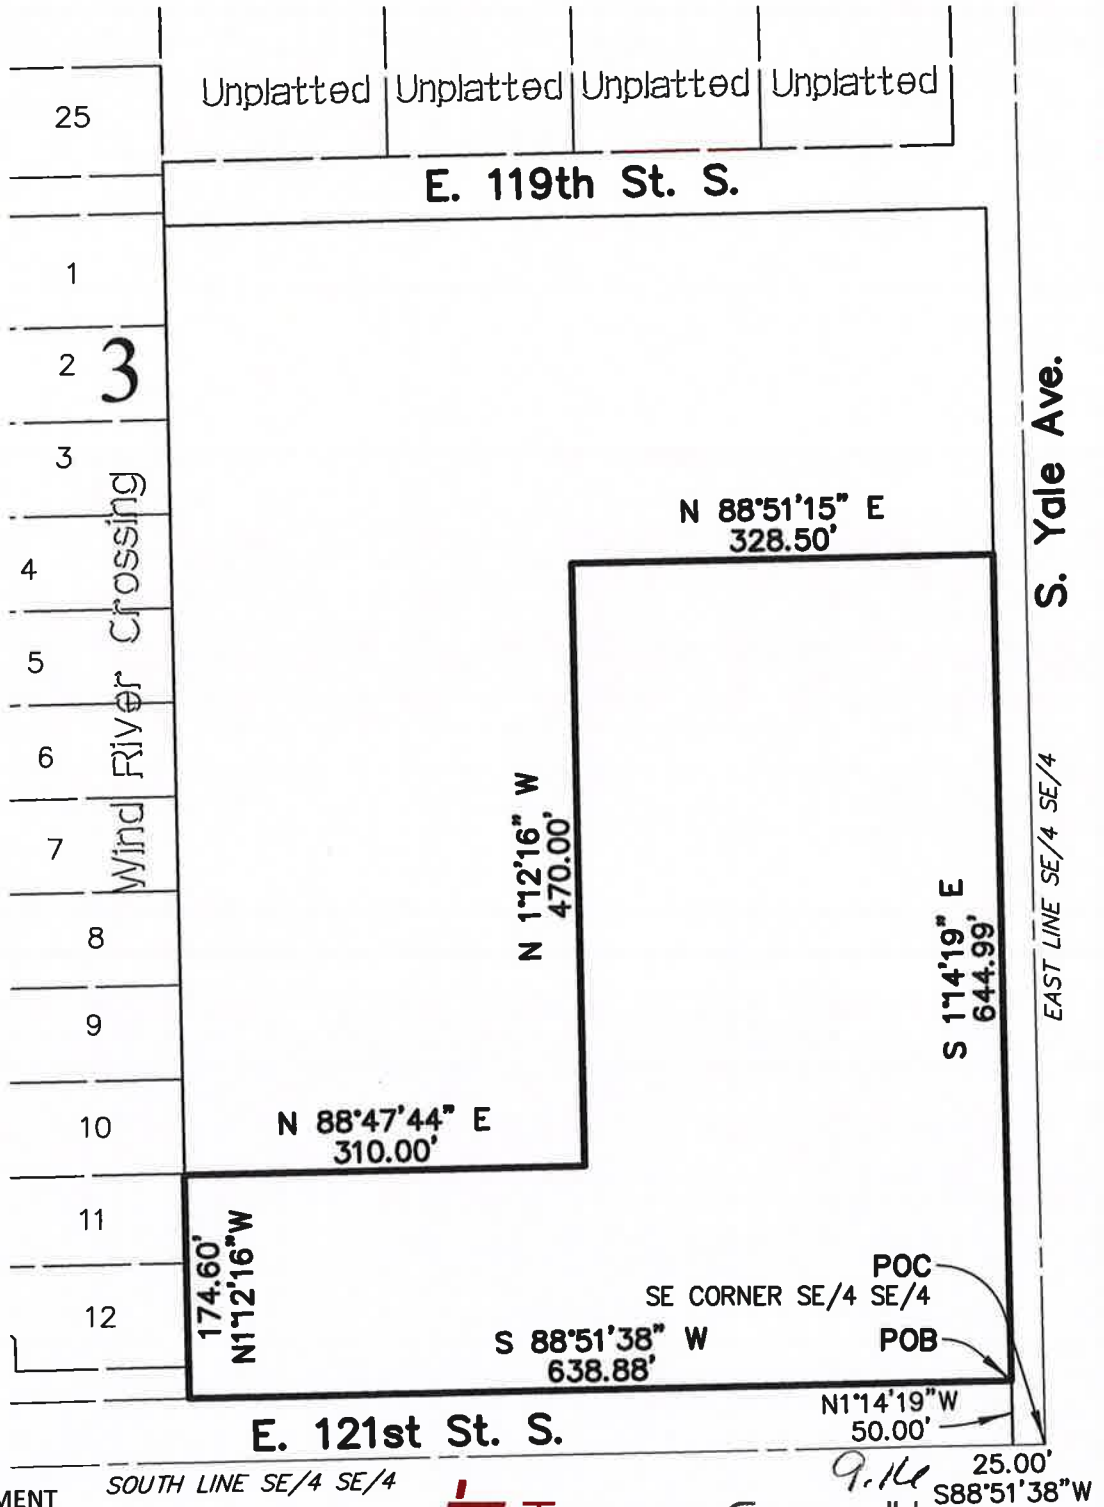 Unplatted Unplatted Unplatted Unplatted
25
E. 119th St. S.
1
2
3
3
4
5
6
7
8
9
10
11
12
Wind River Crossing
S. Yale Ave.
N 88°51'15" E
328.50'
N 1°12'16" W
470.00'
S 1°14'19" E
644.99'
EAST LINE SE/4 SE/4
N 88°47'44" E
310.00'
174.60'
N1°12'16"W
POC
SE CORNER SE/4 SE/4
POB
S 88°51'38" W
638.88'
N1°14'19"W
50.00'
E. 121st St. S.
25.00'
S88°51'38"W
SOUTH LINE SE/4 SE/4